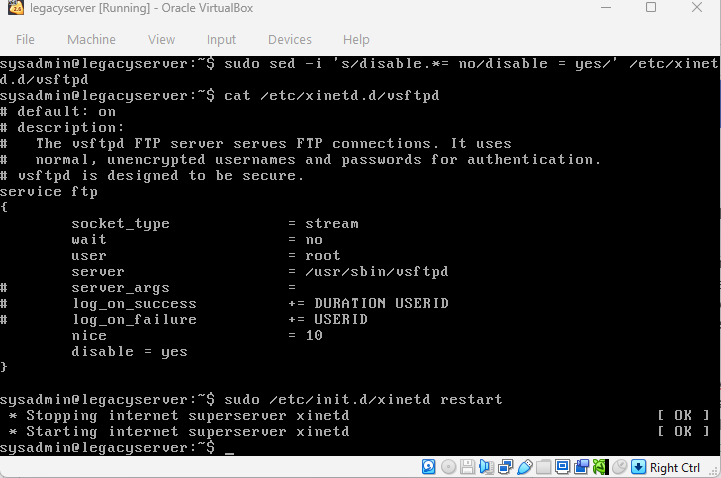 legacyserver [Running] - Oracle VirtualBox
File Machine View Input Devices Help
sysadmin@legacyserver:~$ sudo sed -i 's/disable.*= no/disable = yes/' /etc/xinet
d.d/vsftpd
sysadmin@legacyserver:~$ cat /etc/xinetd.d/vsftpd
# default: on
# description:
#   The vsftpd FTP server serves FTP connections. It uses
#   normal, unencrypted usernames and passwords for authentication.
# vsftpd is designed to be secure.
service ftp
{
        socket_type             = stream
        wait                    = no
        user                    = root
        server                  = /usr/sbin/vsftpd
#       server_args             =
#       log_on_success          += DURATION USERID
#       log_on_failure          += USERID
        nice                    = 10
        disable = yes
}
sysadmin@legacyserver:~$ sudo /etc/init.d/xinetd restart
 * Stopping internet superserver xinetd                                  [ OK ]
 * Starting internet superserver xinetd                                  [ OK ]
sysadmin@legacyserver:~$ _
Right Ctrl